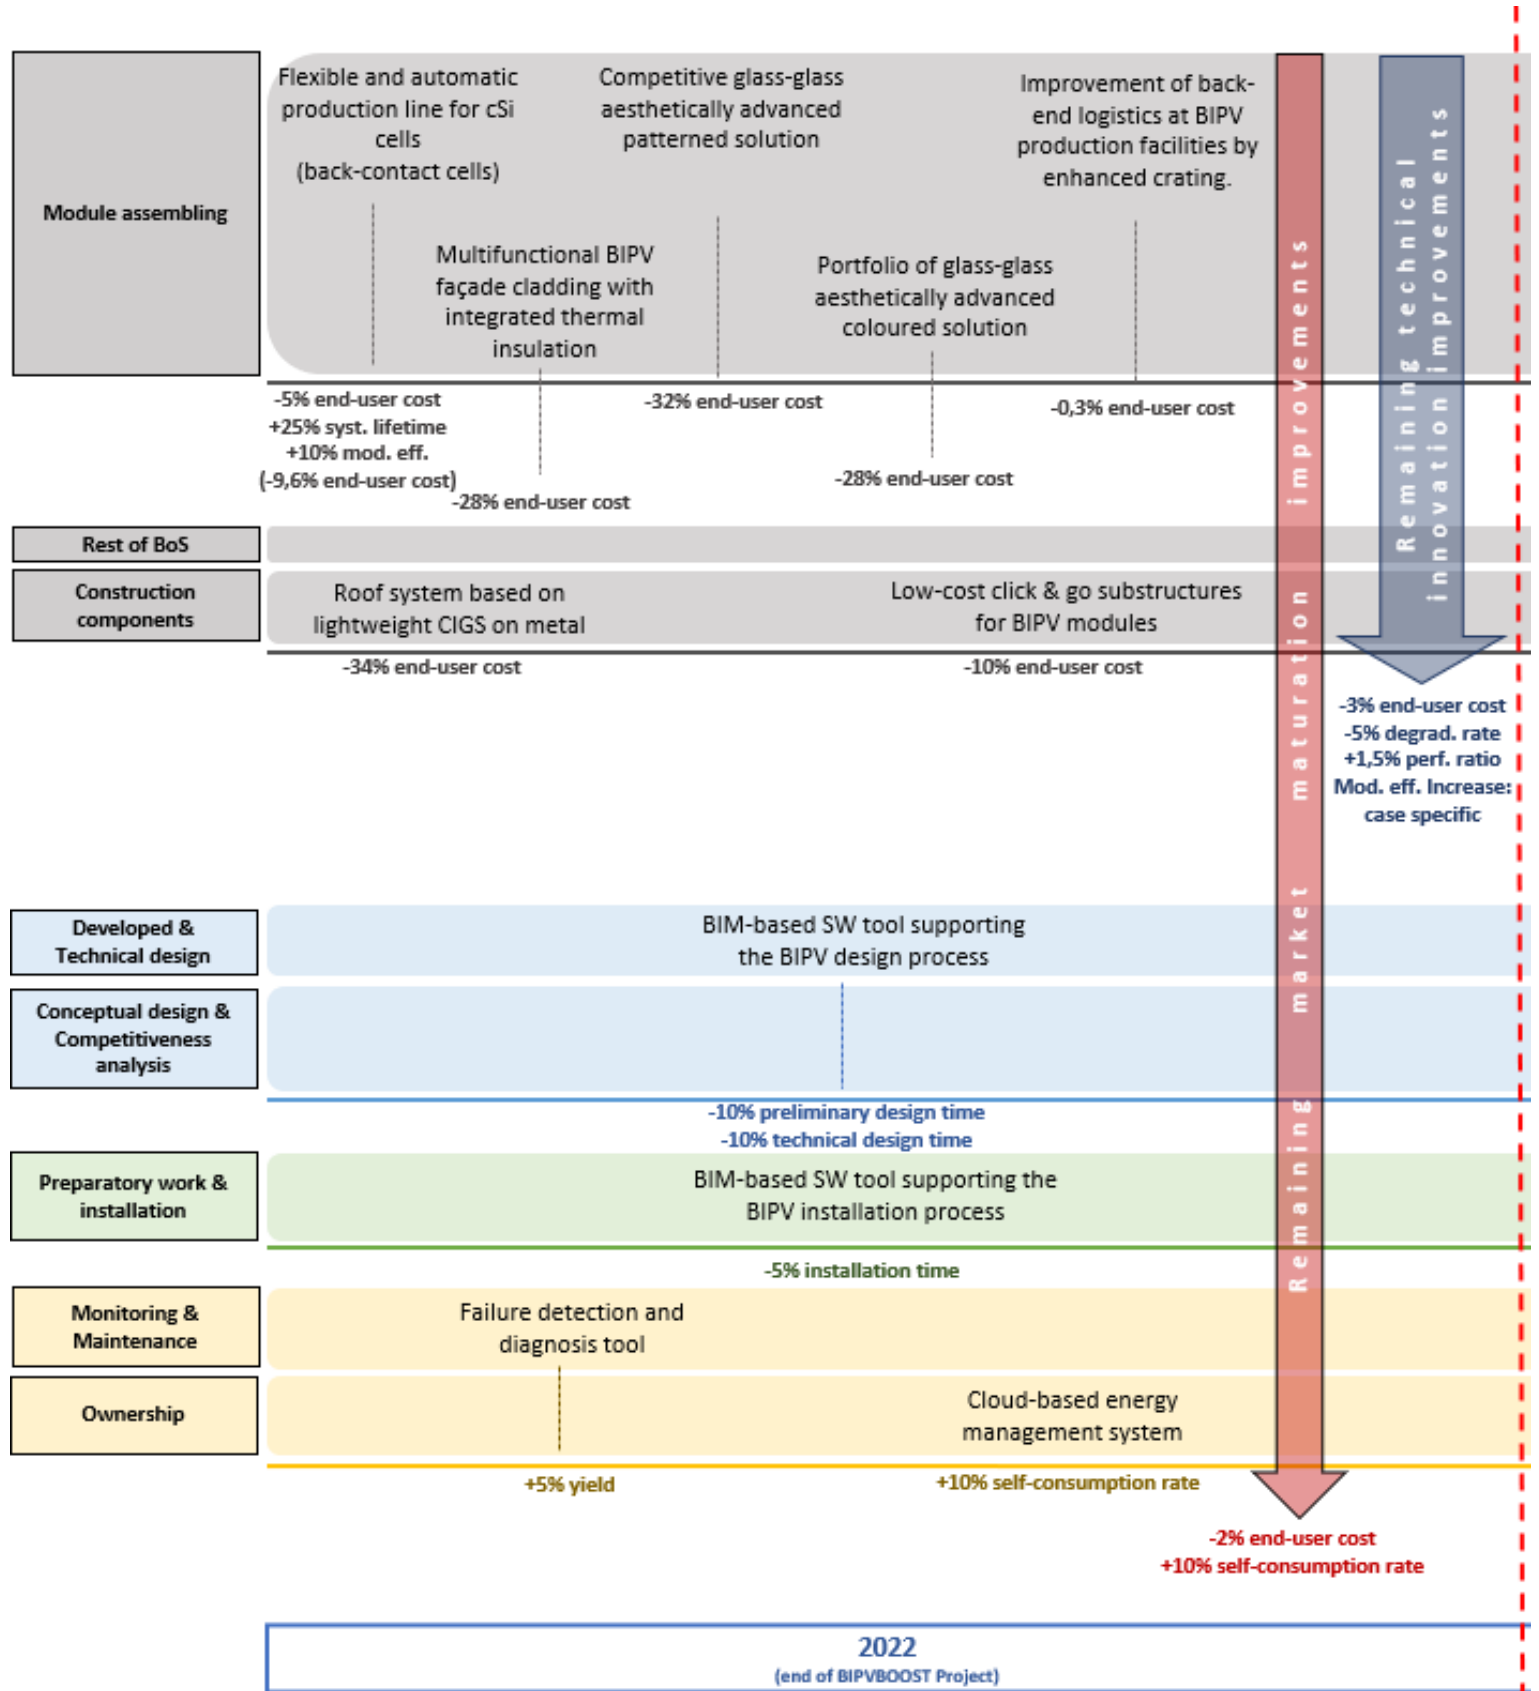 Module assembling
Flexible and automatic
production line for cSi
cells
(back-contact cells)
Competitive glass-glass
aesthetically advanced
patterned solution
Improvement of back-
end logistics at BIPV
production facilities by
enhanced crating.
Multifunctional BIPV
façade cladding with
integrated thermal
insulation
Portfolio of glass-glass
aesthetically advanced
coloured solution
-5% end-user cost
+25% syst. lifetime
+10% mod. eff.
(-9,6% end-user cost)
-28% end-user cost
-32% end-user cost
-28% end-user cost
-0,3% end-user cost
Remaining market maturation improvements
Remaining technical
innovation improvements
Rest of BoS
Construction
components
Roof system based on
lightweight CIGS on metal
Low-cost click & go substructures
for BIPV modules
-34% end-user cost
-10% end-user cost
-3% end-user cost
-5% degrad. rate
+1,5% perf. ratio
Mod. eff. Increase:
case specific
Developed &
Technical design
BIM-based SW tool supporting
the BIPV design process
Conceptual design &
Competitiveness
analysis
-10% preliminary design time
-10% technical design time
Preparatory work &
installation
BIM-based SW tool supporting the
BIPV installation process
-5% installation time
Monitoring &
Maintenance
Failure detection and
diagnosis tool
Ownership
Cloud-based energy
management system
+5% yield
+10% self-consumption rate
-2% end-user cost
+10% self-consumption rate
2022
(end of BIPVBOOST Project)